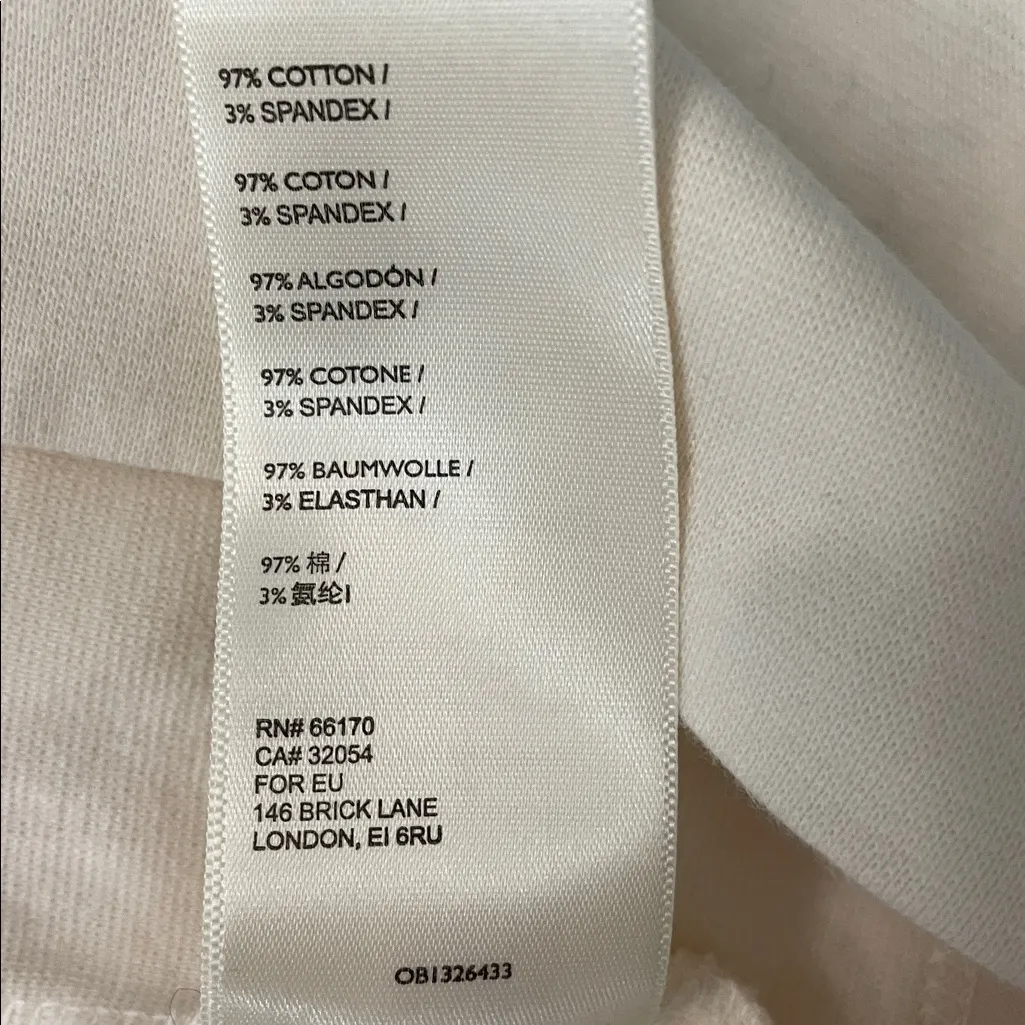 97% COTTON /
3% SPANDEX /
97% COTON /
3% SPANDEX /
97% ALGODÓN /
3% SPANDEX /
97% COTONE /
3% SPANDEX /
97% BAUMWOLLE /
3% ELASTHAN /
97% 棉 /
3% 氨纶/
RN# 66170
CA# 32054
FOR EU
146 BRICK LANE
LONDON, E1 6RU
OB1326433